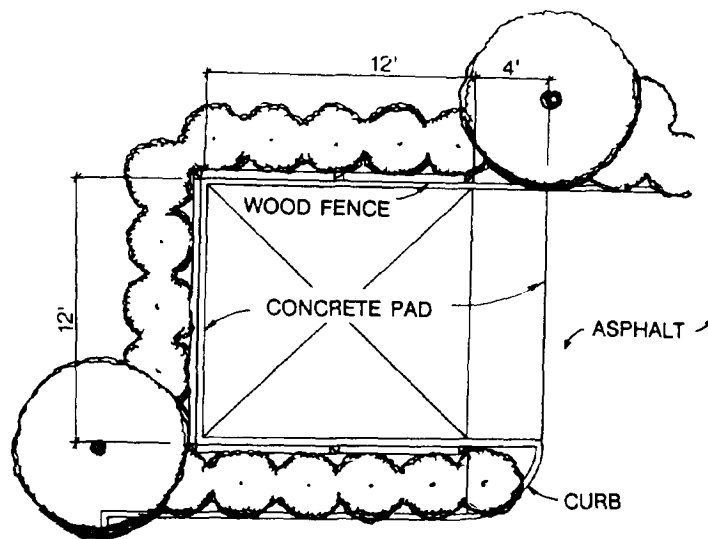 12'
4'
WOOD FENCE
12'
CONCRETE PAD
ASPHALT
CURB